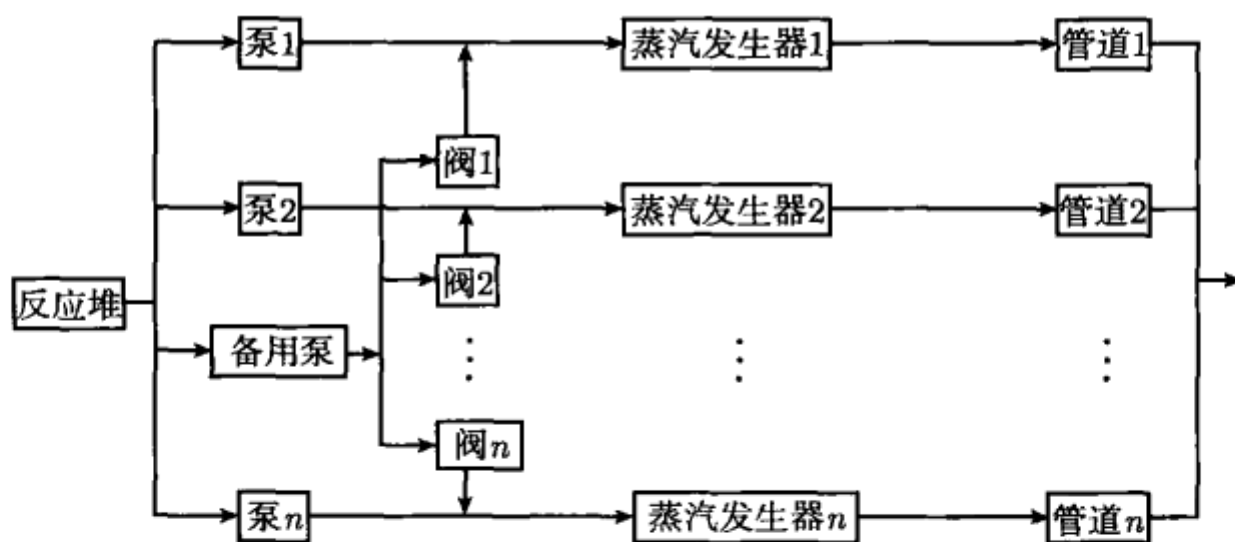 泵1
蒸汽发生器1
管道1
阀1
泵2
蒸汽发生器2
管道2
阀2
反应堆
备用泵
⋮
⋮
⋮
阀n
泵n
蒸汽发生器n
管道n